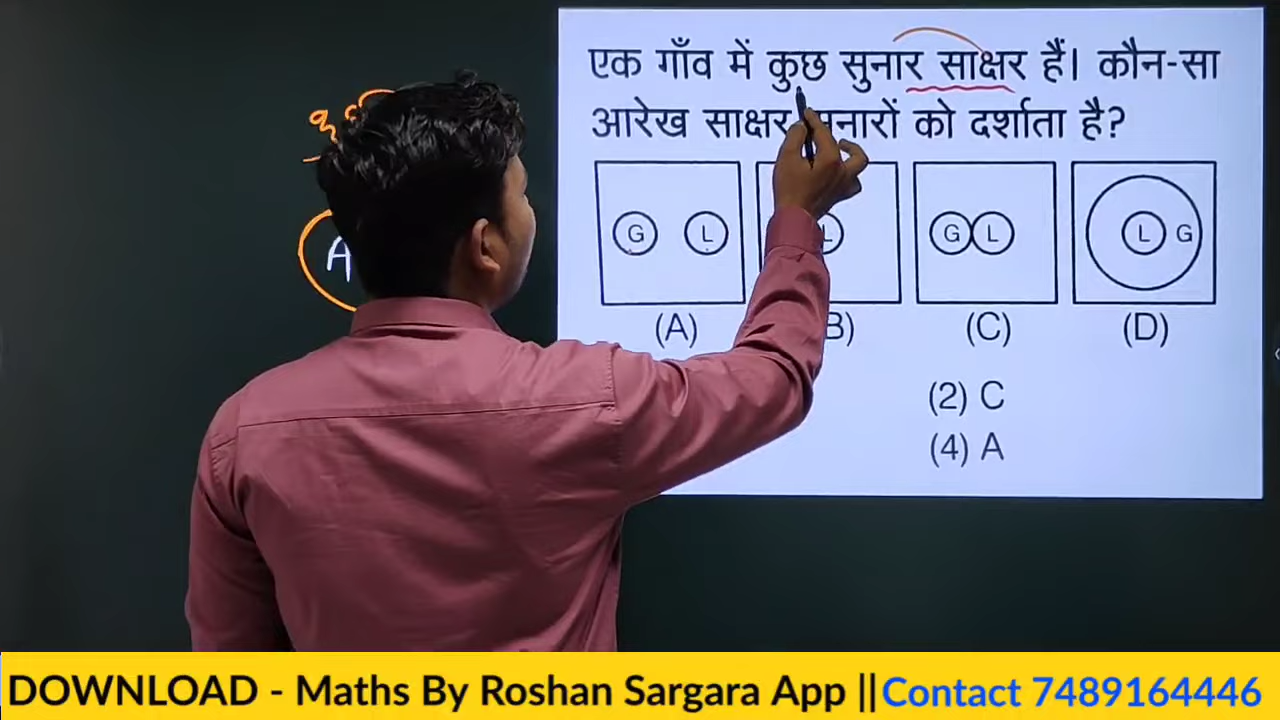 एक गाँव में कुछ सुनार साक्षर हैं। कौन-सा
आरेख साक्षर सुनारों को दर्शाता है?
G L
L
G L
L G
(A) B) (C) (D)
(2) C
(4) A
A
DOWNLOAD - Maths By Roshan Sargara App || Contact 7489164446